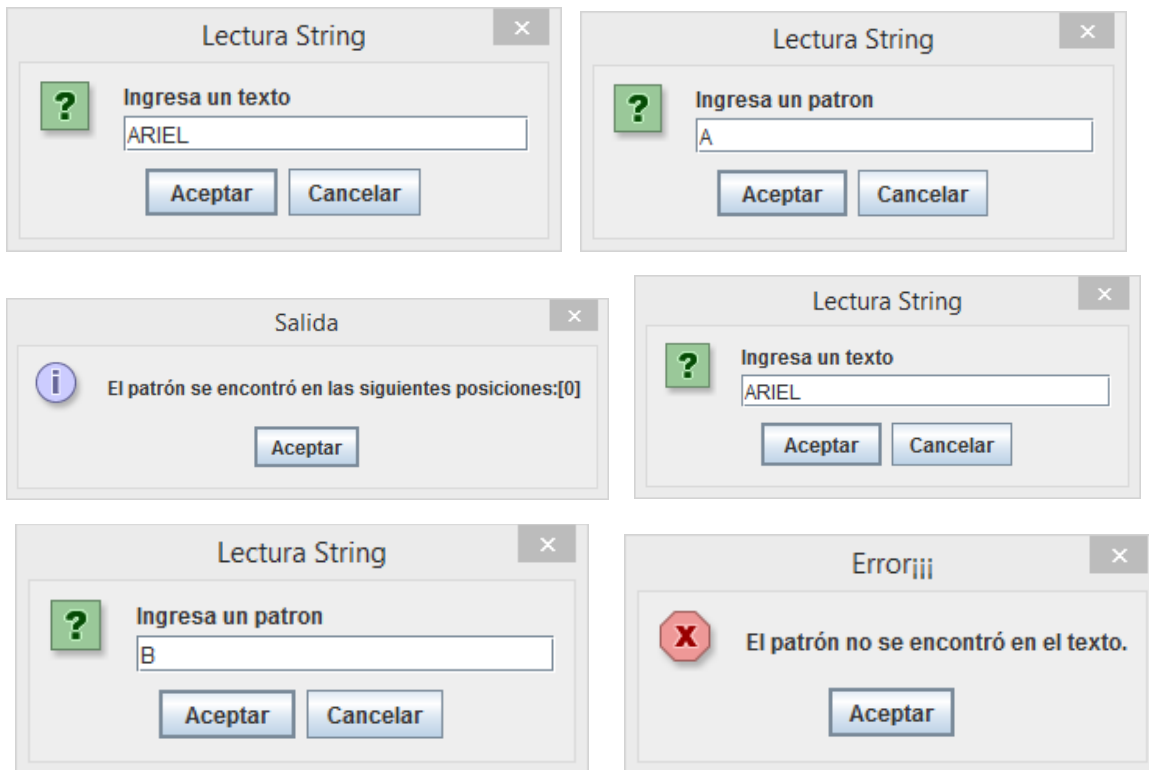 Lectura String
Ingresa un texto
ARIEL
Aceptar Cancelar
Lectura String
Ingresa un patron
A
Aceptar Cancelar
Salida
El patrón se encontró en las siguientes posiciones:[0]
Aceptar
Lectura String
Ingresa un texto
ARIEL
Aceptar Cancelar
Lectura String
Ingresa un patron
B
Aceptar Cancelar
Error¡¡¡
El patrón no se encontró en el texto.
Aceptar